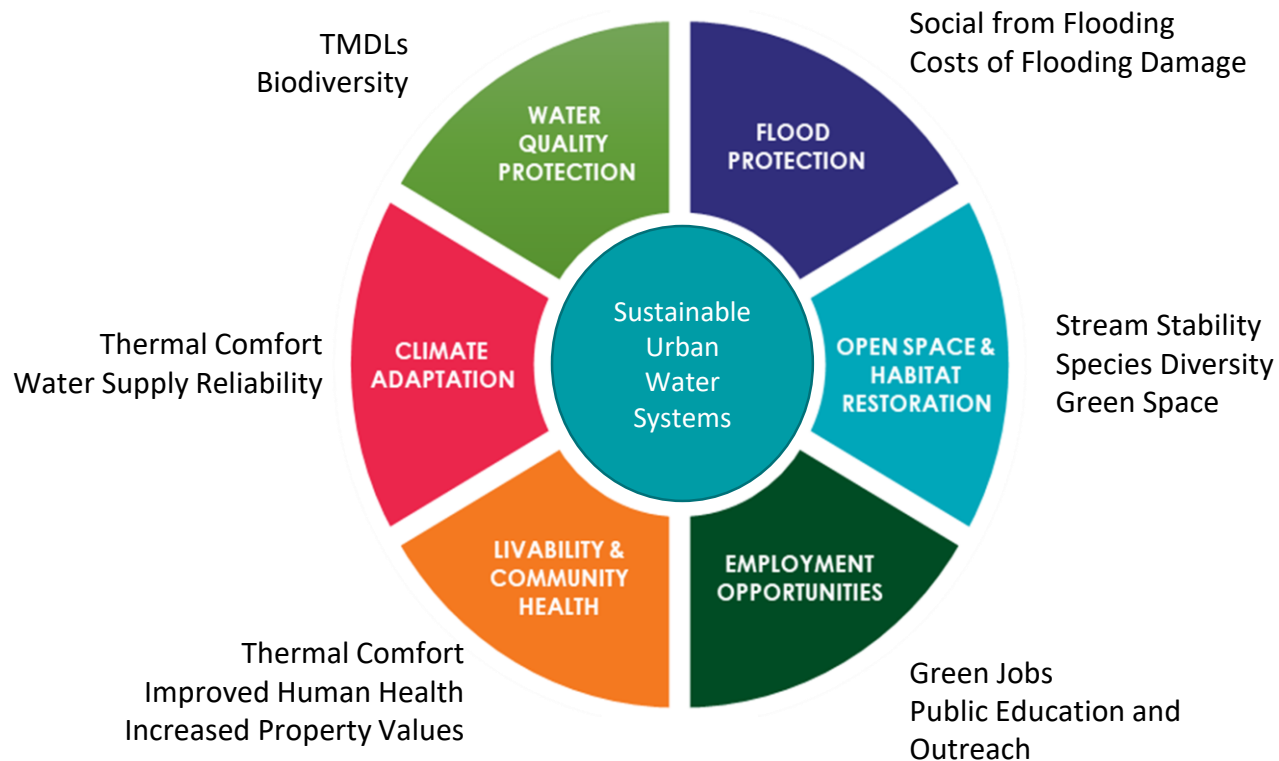 TMDLs
Biodiversity
Social from Flooding
Costs of Flooding Damage
WATER
QUALITY
PROTECTION
FLOOD
PROTECTION
Thermal Comfort
Water Supply Reliability
CLIMATE
ADAPTATION
Sustainable
Urban
Water
Systems
OPEN SPACE &
HABITAT
RESTORATION
Stream Stability
Species Diversity
Green Space
LIVABILITY &
COMMUNITY
HEALTH
EMPLOYMENT
OPPORTUNITIES
Thermal Comfort
Improved Human Health
Increased Property Values
Green Jobs
Public Education and
Outreach